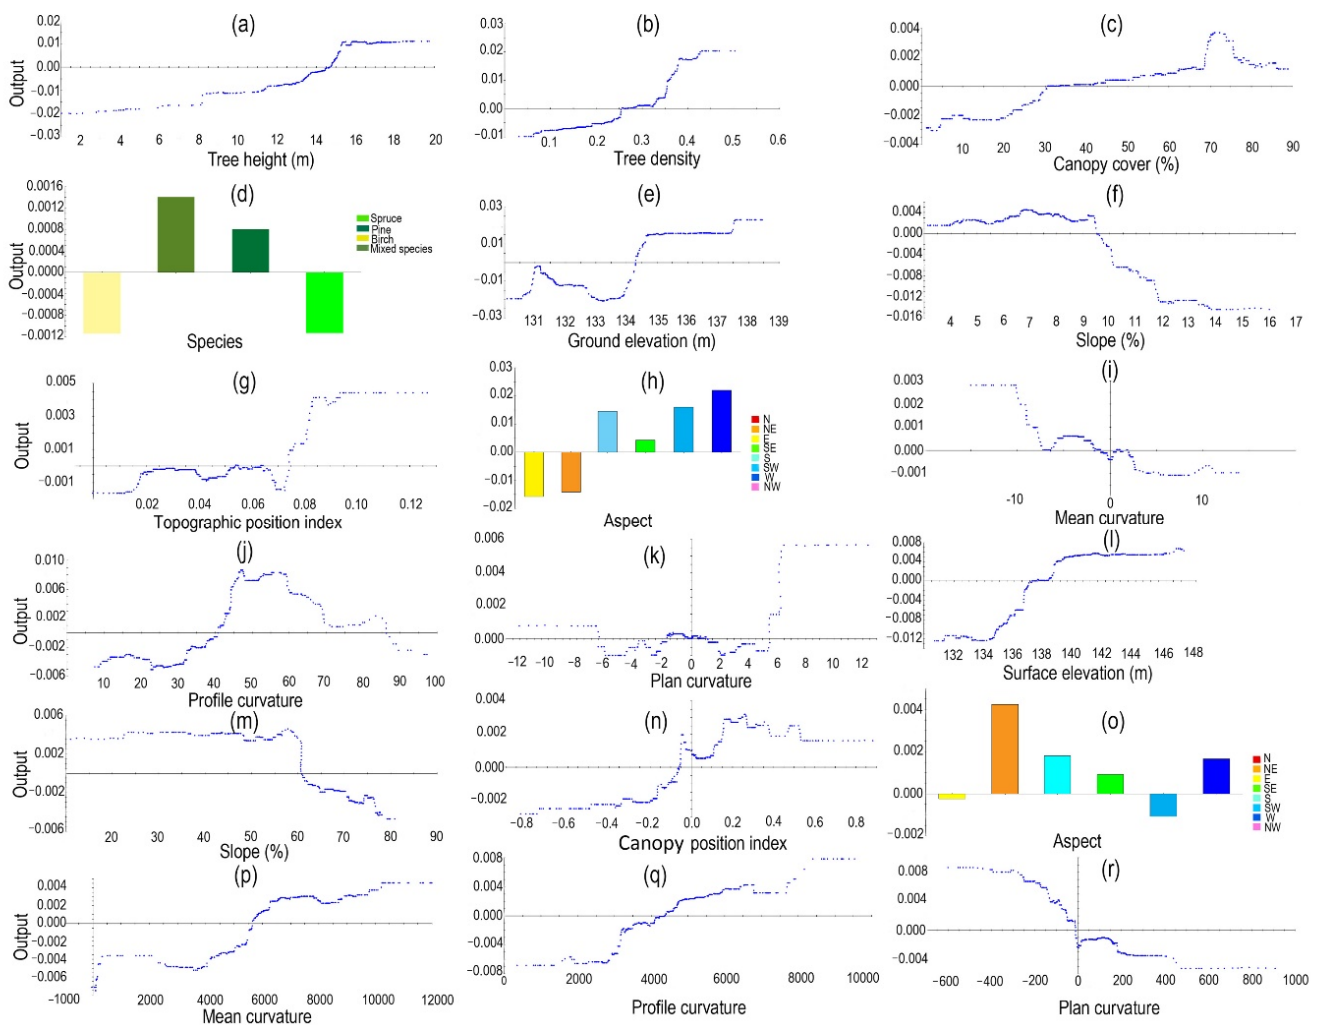 (a)
0.02
0.01
0.00
−0.01
−0.02
−0.03
Output
2 4 6 8 10 12 14 16 18 20
Tree height (m)
(b)
0.03
0.02
0.01
0.00
−0.01
0.1 0.2 0.3 0.4 0.5 0.6
Tree density
(c)
0.004
0.002
0.000
−0.002
−0.004
10 20 30 40 50 60 70 80 90
Canopy cover (%)
(d)
0.0016
0.0012
0.0008
0.0004
0.0000
−0.0004
−0.0008
−0.0012
Output
Spruce
Pine
Birch
Mixed species
Species
(e)
0.03
0.01
−0.01
−0.03
131 132 133 134 135 136 137 138 139
Ground elevation (m)
(f)
0.004
0.000
−0.004
−0.008
−0.012
−0.016
4 5 6 7 8 9 10 11 12 13 14 15 16 17
Slope (%)
(g)
0.005
0.003
0.001
−0.001
Output
0.02 0.04 0.06 0.08 0.10 0.12
Topographic position index
(h)
0.03
0.02
0.01
0.00
−0.01
−0.02
N
NE
E
SE
S
SW
W
NW
Aspect
(i)
0.003
0.002
0.000
−0.001
-10 0 10
Mean curvature
(j)
0.010
0.006
0.002
−0.002
−0.006
Output
10 20 30 40 50 60 70 80 90 100
Profile curvature
(k)
0.006
0.004
0.002
0.000
−12 −10 −8 −6 −4 −2 0 2 4 6 8 10 12
Plan curvature
(l)
0.008
0.004
0.000
−0.004
−0.008
−0.012
132 134 136 138 140 142 144 146 148
Surface elevation (m)
(m)
0.006
0.002
−0.002
−0.006
Output
20 30 40 50 60 70 80 90
Slope (%)
(n)
0.004
0.002
0.000
−0.002
−0.8 −0.6 −0.4 −0.2 0.0 0.2 0.4 0.6 0.8
Canopy position index
(o)
0.004
0.002
0.000
−0.002
N
NE
E
SE
S
SW
W
NW
Aspect
(p)
0.004
0.002
0.000
−0.002
−0.004
−0.006
Output
−1000 2000 4000 6000 8000 10000 12000
Mean curvature
(q)
0.008
0.004
0.000
−0.004
−0.008
0 2000 4000 6000 8000 10000
Profile curvature
(r)
0.008
0.004
0.000
−0.004
−600 −400 −200 0 200 400 600 800 1000
Plan curvature